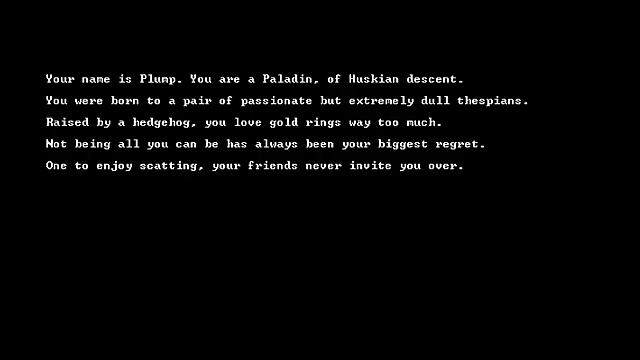 Your name is Plump. You are a Paladin, of Huskian descent.
You were born to a pair of passionate but extremely dull thespians.
Raised by a hedgehog, you love gold rings way too much.
Not being all you can be has always been your biggest regret.
One to enjoy scatting, your friends never invite you over.